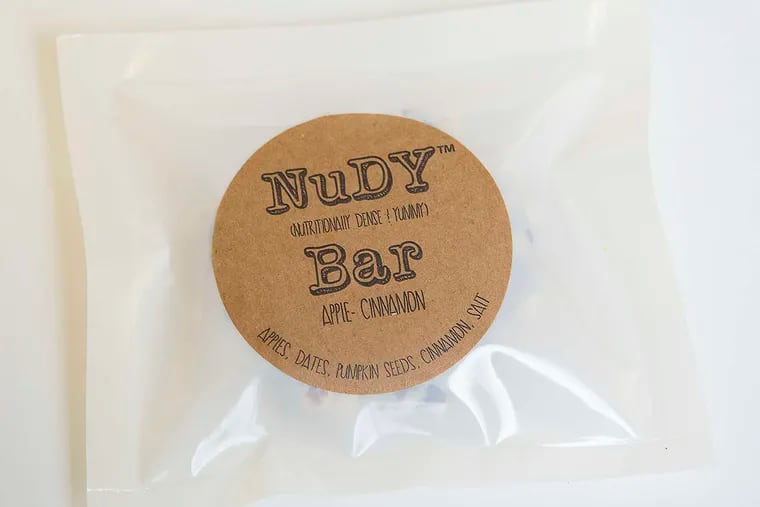 NuDY™
(NUTRITIONALLY DENSE & YUMMY)
Bar
APPLE- CINNAMON
APPLES, DATES, PUMPKIN SEEDS, CINNAMON, SALT